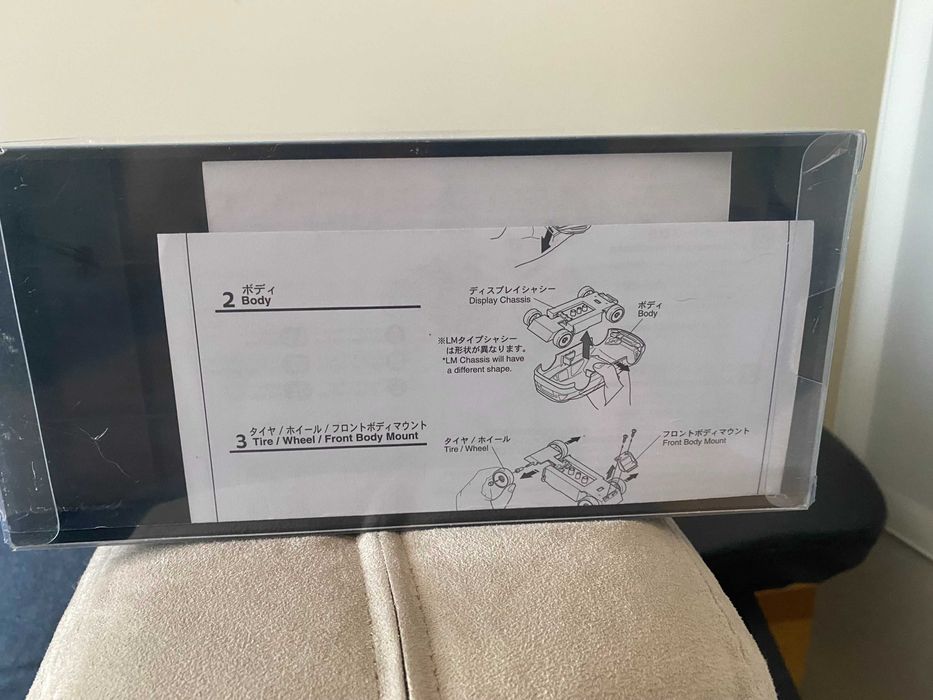 2 ボディ
Body
ディスプレイシャシー
Display Chassis
ボディ
Body
※LMタイプシャシー
は形状が異なります。
*LM Chassis will have
a different shape.
3 タイヤ / ホイール / フロントボディマウント
Tire / Wheel / Front Body Mount
タイヤ / ホイール
Tire / Wheel
フロントボディマウント
Front Body Mount